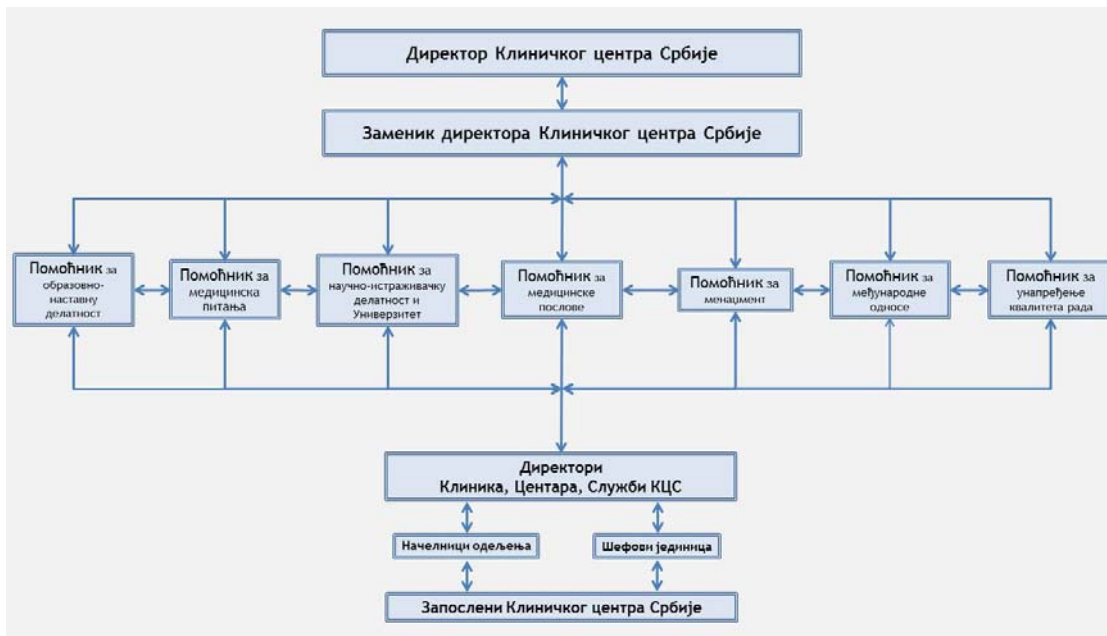 Директор Клиничког центра Србије
Заменик директора Клиничког центра Србије
Помоћник за
образовно-
наставну
делатност
Помоћник за
медицинска
питања
Помоћник за
научно-истраживачку
делатност и
Универзитет
Помоћник за
медицинске
послове
Помоћник за
менаџмент
Помоћник за
међународне
односе
Помоћник за
унапређење
квалитета рада
Директори
Клиника, Центара, Служби КЦС
Начелници одељења
Шефови јединица
Запослени Клиничког центра Србије